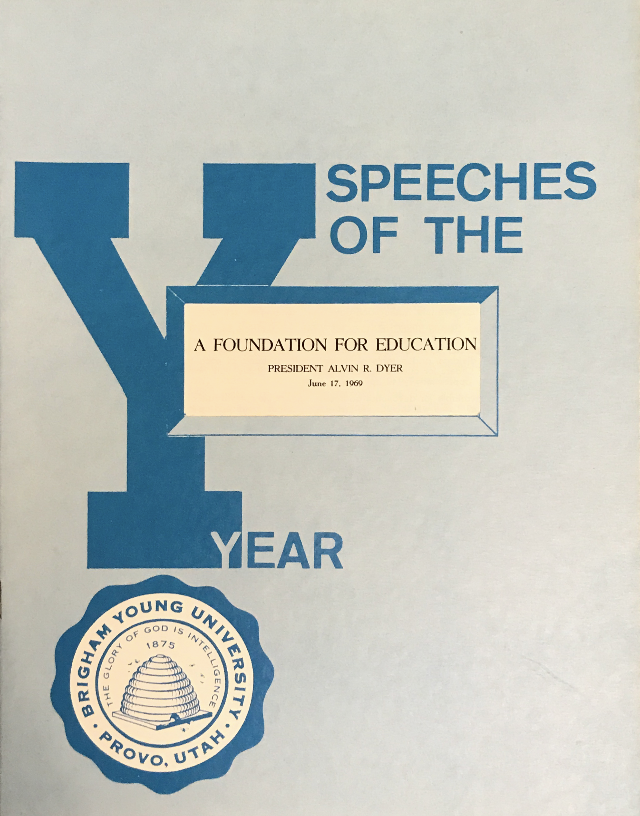 SPEECHES
OF THE
A FOUNDATION FOR EDUCATION
PRESIDENT ALVIN R. DYER
June 17, 1969
YEAR
BRIGHAM YOUNG UNIVERSITY
THE GLORY OF GOD IS INTELLIGENCE
1875
• PROVO, UTAH •